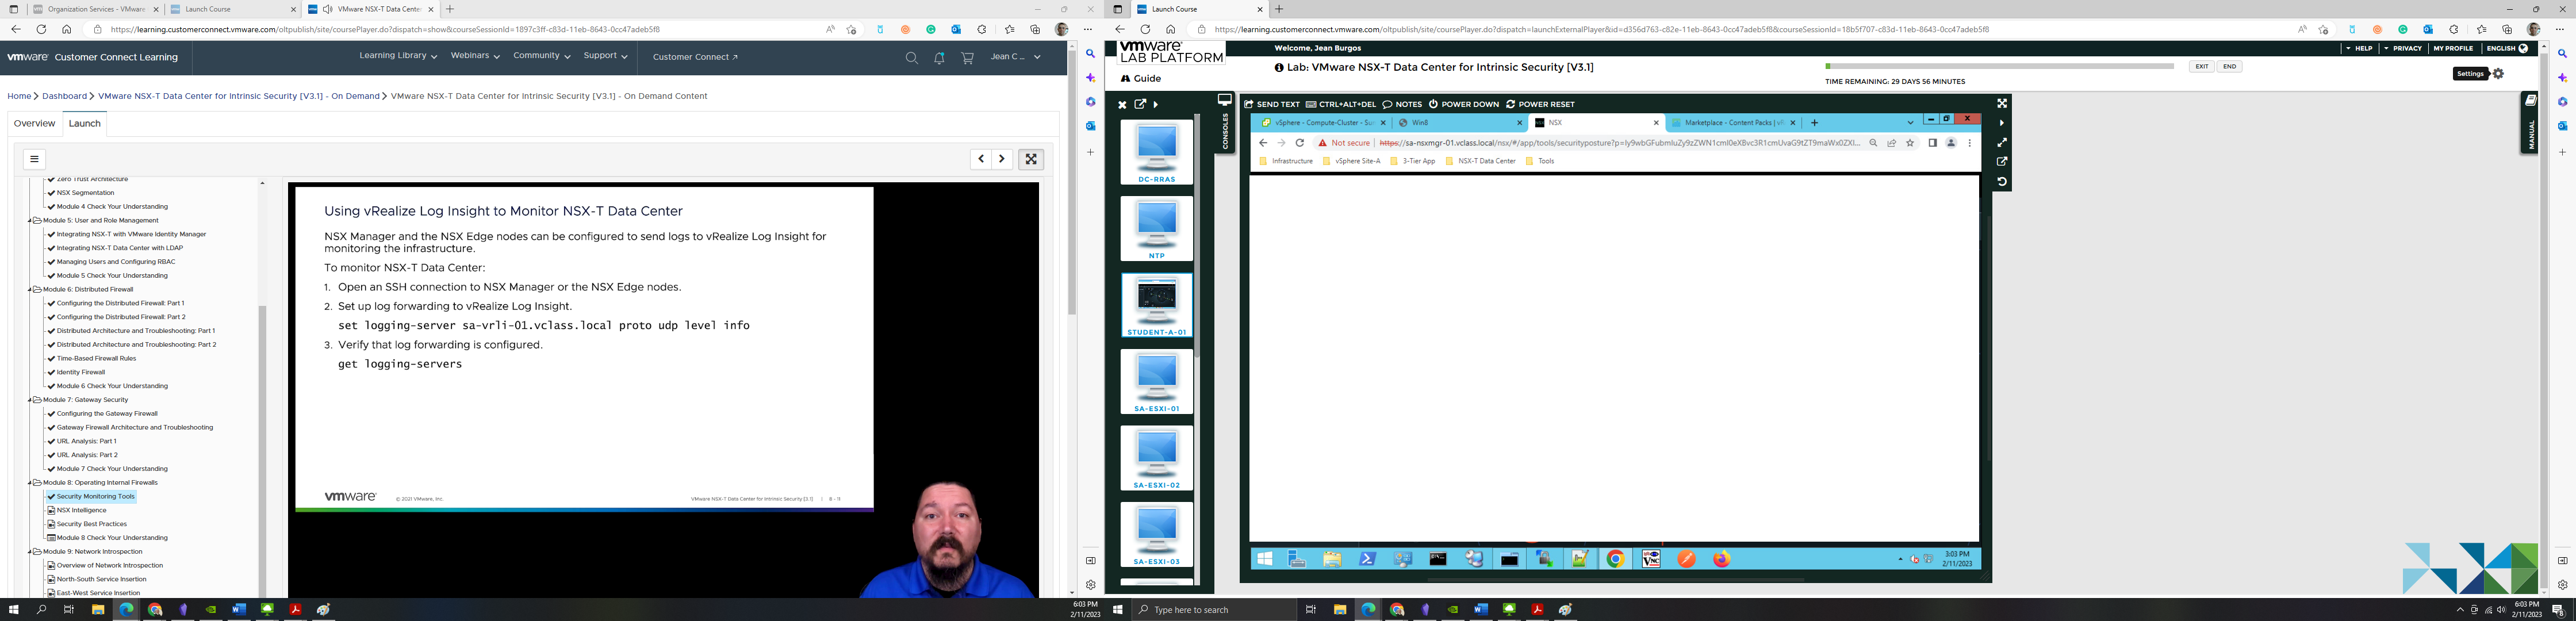 Organization Services - VMware
Launch Course
VMware NSX-T Data Center
https://learning.customerconnect.vmware.com/oltpublish/site/coursePlayer.do?dispatch=show&courseSessionId=1897c3ff-c83d-11eb-8643-0cc47adeb5f8
vmware Customer Connect Learning
Learning Library
Webinars
Community
Support
Customer Connect
Jean C ...
Home > Dashboard > VMware NSX-T Data Center for Intrinsic Security [V3.1] - On Demand > VMware NSX-T Data Center for Intrinsic Security [V3.1] - On Demand Content
Overview
Launch
Zero Trust Architecture
NSX Segmentation
Module 4 Check Your Understanding
Module 5: User and Role Management
Integrating NSX-T with VMware Identity Manager
Integrating NSX-T Data Center with LDAP
Managing Users and Configuring RBAC
Module 5 Check Your Understanding
Module 6: Distributed Firewall
Configuring the Distributed Firewall: Part 1
Configuring the Distributed Firewall: Part 2
Distributed Architecture and Troubleshooting: Part 1
Distributed Architecture and Troubleshooting: Part 2
Time-Based Firewall Rules
Identity Firewall
Module 6 Check Your Understanding
Module 7: Gateway Security
Configuring the Gateway Firewall
Gateway Firewall Architecture and Troubleshooting
URL Analysis: Part 1
URL Analysis: Part 2
Module 7 Check Your Understanding
Module 8: Operating Internal Firewalls
Security Monitoring Tools
NSX Intelligence
Security Best Practices
Module 8 Check Your Understanding
Module 9: Network Introspection
Overview of Network Introspection
North-South Service Insertion
East-West Service Insertion
Using vRealize Log Insight to Monitor NSX-T Data Center
NSX Manager and the NSX Edge nodes can be configured to send logs to vRealize Log Insight for
monitoring the infrastructure.
To monitor NSX-T Data Center:
1. Open an SSH connection to NSX Manager or the NSX Edge nodes.
2. Set up log forwarding to vRealize Log Insight.
set logging-server sa-vrli-01.vclass.local proto udp level info
3. Verify that log forwarding is configured.
get logging-servers
vmware
© 2021 VMware, Inc.
VMware NSX-T Data Center for Intrinsic Security [3.1] | 8 - 11
6:03 PM
2/11/2023
Launch Course
https://learning.customerconnect.vmware.com/oltpublish/site/coursePlayer.do?dispatch=launchExternalPlayer&id=d356d763-c82e-11eb-8643-0cc47adeb5f8&courseSessionId=18b5f707-c83d-11eb-8643-0cc47adeb5f8
vmware
LAB PLATFORM
Welcome, Jean Burgos
HELP
PRIVACY
MY PROFILE
ENGLISH
Guide
Lab: VMware NSX-T Data Center for Intrinsic Security [V3.1]
TIME REMAINING: 29 DAYS 56 MINUTES
EXIT
END
Settings
CONSOLES
MANUAL
SEND TEXT
CTRL+ALT+DEL
NOTES
POWER DOWN
POWER RESET
DC-RRAS
NTP
STUDENT-A-01
SA-ESXI-01
SA-ESXI-02
SA-ESXI-03
vSphere - Compute-Cluster - Su
Win8
NSX
Marketplace - Content Packs | vR
Not secure | https://sa-nsxmgr-01.vclass.local/nsx/#/app/tools/securityposture?p=
Infrastructure
vSphere Site-A
3-Tier App
NSX-T Data Center
Tools
3:03 PM
2/11/2023
Type here to search
6:03 PM
2/11/2023